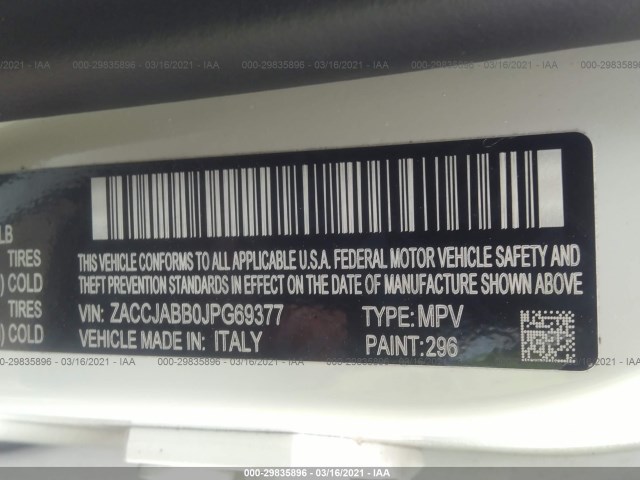 000-29835896 - 03/16/2021 - IAA
LB
TIRES
) COLD
TIRES
) COLD
THIS VEHICLE CONFORMS TO ALL APPLICABLE U.S.A. FEDERAL MOTOR VEHICLE SAFETY AND
THEFT PREVENTION STANDARDS IN EFFECT ON THE DATE OF MANUFACTURE SHOWN ABOVE
VIN: ZACCJABB0JPG69377 TYPE: MPV
VEHICLE MADE IN: ITALY PAINT:296
000-29835896 - 03/16/2021 - IAA